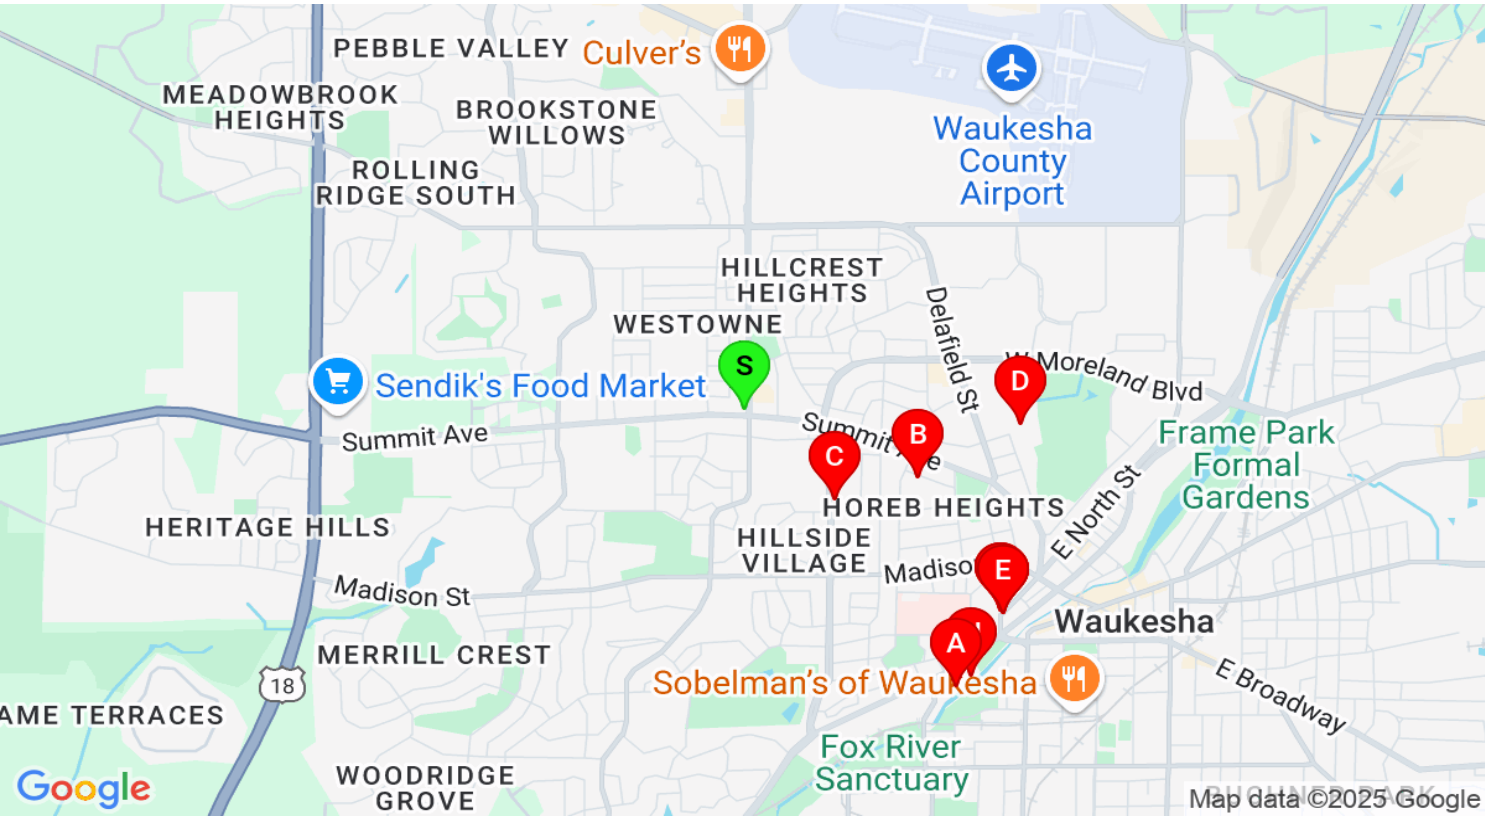 PEBBLE VALLEY
Culver's
MEADOWBROOK
HEIGHTS
BROOKSTONE
WILLOWS
Waukesha
County
Airport
ROLLING
RIDGE SOUTH
HILLCREST
HEIGHTS
WESTOWNE
Delafield St
S
Sendik's Food Market
W Moreland Blvd
D
Summit Ave
Summit Ave
B
C
Frame Park
Formal
Gardens
HOREB HEIGHTS
E North St
HERITAGE HILLS
HILLSIDE
VILLAGE
Madison St
E
Waukesha
A
MERRILL CREST
18
Sobelman's of Waukesha
E Broadway
AME TERRACES
Fox River
Sanctuary
WOODRIDGE
GROVE
Google
Map data ©2025 Google